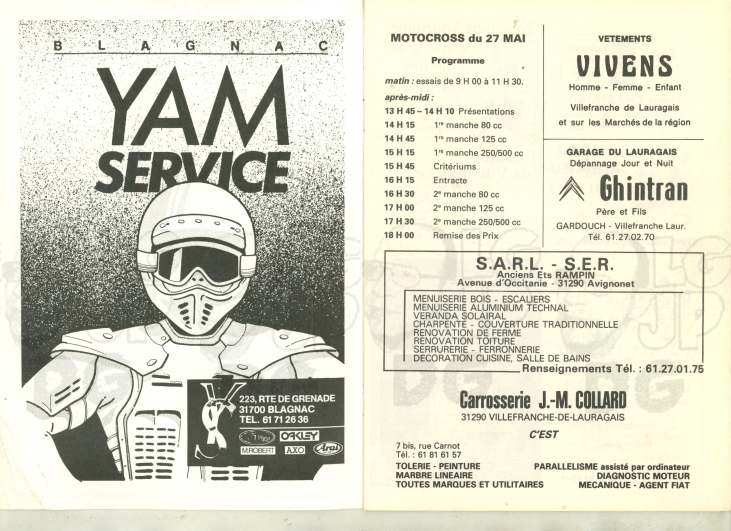 BLAGNAC
YAM
SERVICE
223, RTE DE GRENADE
31700 BLAGNAC
TEL. 61 71 26 36
OAKLEY
M.ROBERT
AXO
Arai
MOTOCROSS du 27 MAI
Programme
matin : essais de 9 H 00 à 11 H 30.
après-midi :
13 H 45 – 14 H 10 Présentations
14 H 15 1re manche 80 cc
14 H 45 1re manche 125 cc
15 H 15 1re manche 250/500 cc
15 H 45 Critériums
16 H 15 Entracte
16 H 30 2e manche 80 cc
17 H 00 2e manche 125 cc
17 H 30 2e manche 250/500 cc
18 H 00 Remise des Prix
VETEMENTS
VIVENS
Homme - Femme - Enfant
Villefranche de Lauragais
et sur les Marchés de la région
GARAGE DU LAURAGAIS
Dépannage Jour et Nuit
Ghintran
Père et Fils
GARDOUCH - Villefranche Laur.
Tél. 61.27.02.70
S.A.R.L. - S.E.R.
Anciens Ets RAMPIN
Avenue d'Occitanie - 31290 Avignonet
MENUISERIE BOIS - ESCALIERS
MENUISERIE ALUMINIUM TECHNAL
VERANDA SOLAIRAL
CHARPENTE - COUVERTURE TRADITIONNELLE
RENOVATION DE FERME
RENOVATION TOITURE
SERRURERIE - FERRONNERIE
DECORATION CUISINE, SALLE DE BAINS
Renseignements Tél. : 61.27.01.75
Carrosserie J.-M. COLLARD
31290 VILLEFRANCHE-DE-LAURAGAIS
C'EST
7 bis, rue Carnot
Tél. : 61 81 61 57
TOLERIE - PEINTURE
MARBRE LINEAIRE
TOUTES MARQUES ET UTILITAIRES
PARALLELISME assisté par ordinateur
DIAGNOSTIC MOTEUR
MECANIQUE - AGENT FIAT